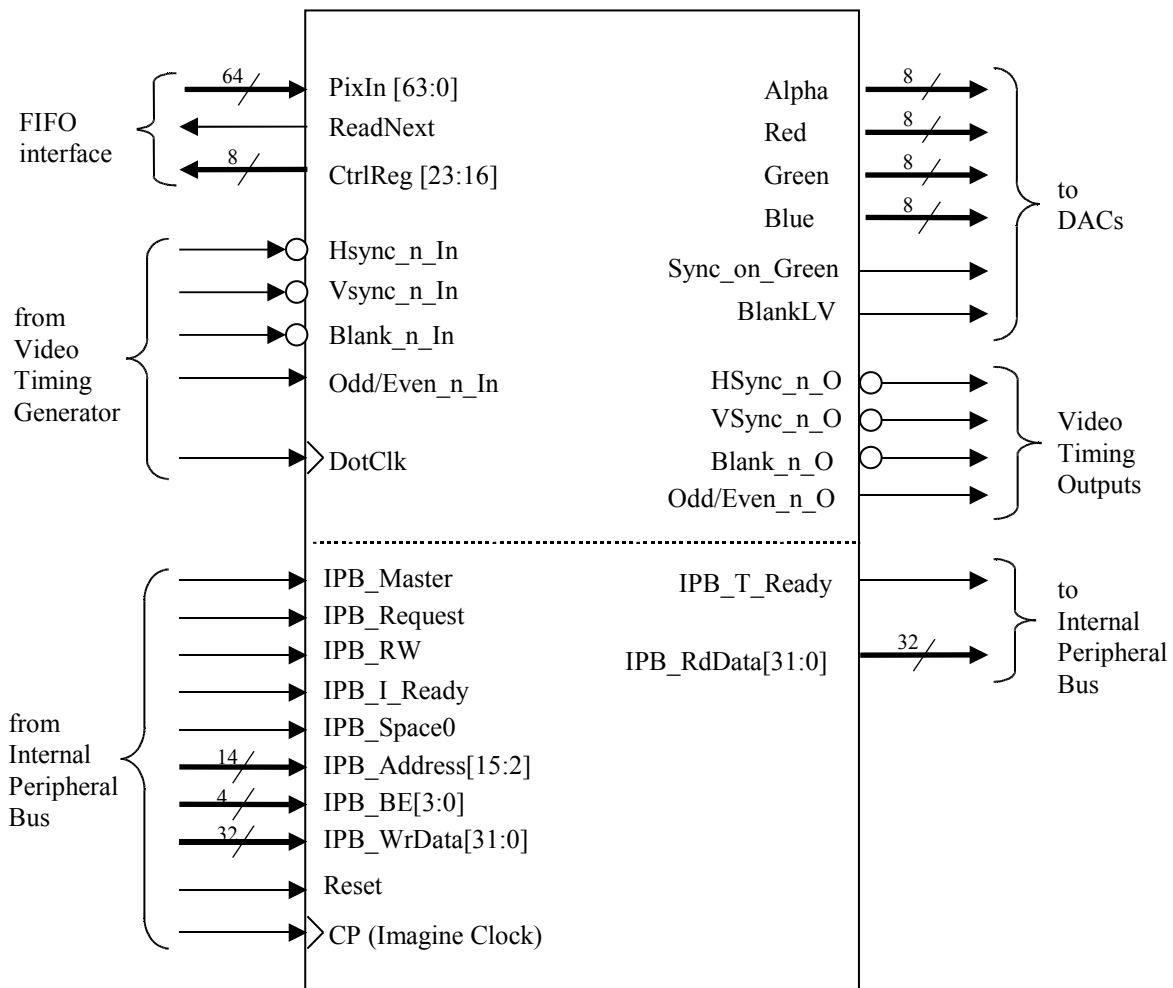 FIFO
interface
64
PixIn [63:0]
ReadNext
8
CtrlReg [23:16]
from
Video
Timing
Generator
Hsync_n_In
Vsync_n_In
Blank_n_In
Odd/Even_n_In
DotClk
from
Internal
Peripheral
Bus
IPB_Master
IPB_Request
IPB_RW
IPB_I_Ready
IPB_Space0
14
IPB_Address[15:2]
4
IPB_BE[3:0]
32
IPB_WrData[31:0]
Reset
CP (Imagine Clock)
Alpha
8
Red
8
Green
8
Blue
8
Sync_on_Green
BlankLV
to
DACs
HSync_n_O
VSync_n_O
Blank_n_O
Odd/Even_n_O
Video
Timing
Outputs
IPB_T_Ready
IPB_RdData[31:0]
32
to
Internal
Peripheral
Bus